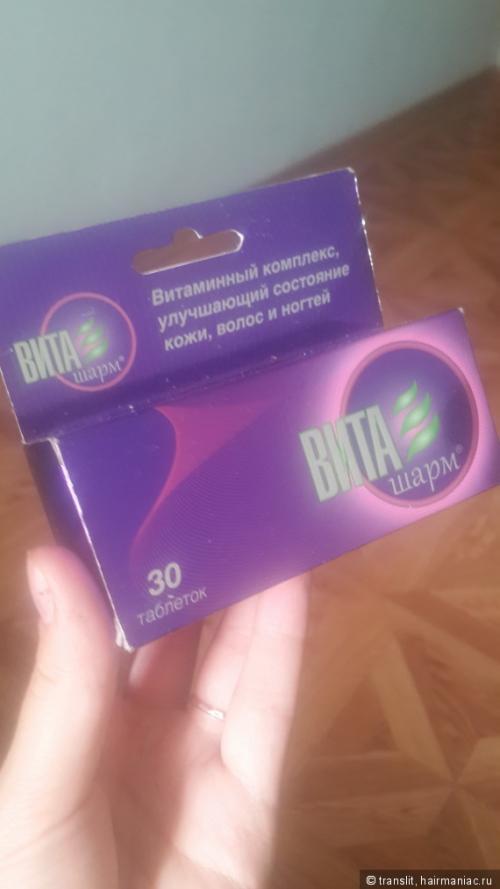 Витаминный комплекс,
улучшающий состояние
кожи, волос и ногтей
ВИТА
шарм®
ВИТА
шарм®
30
таблеток
© translit, hairmaniac.ru